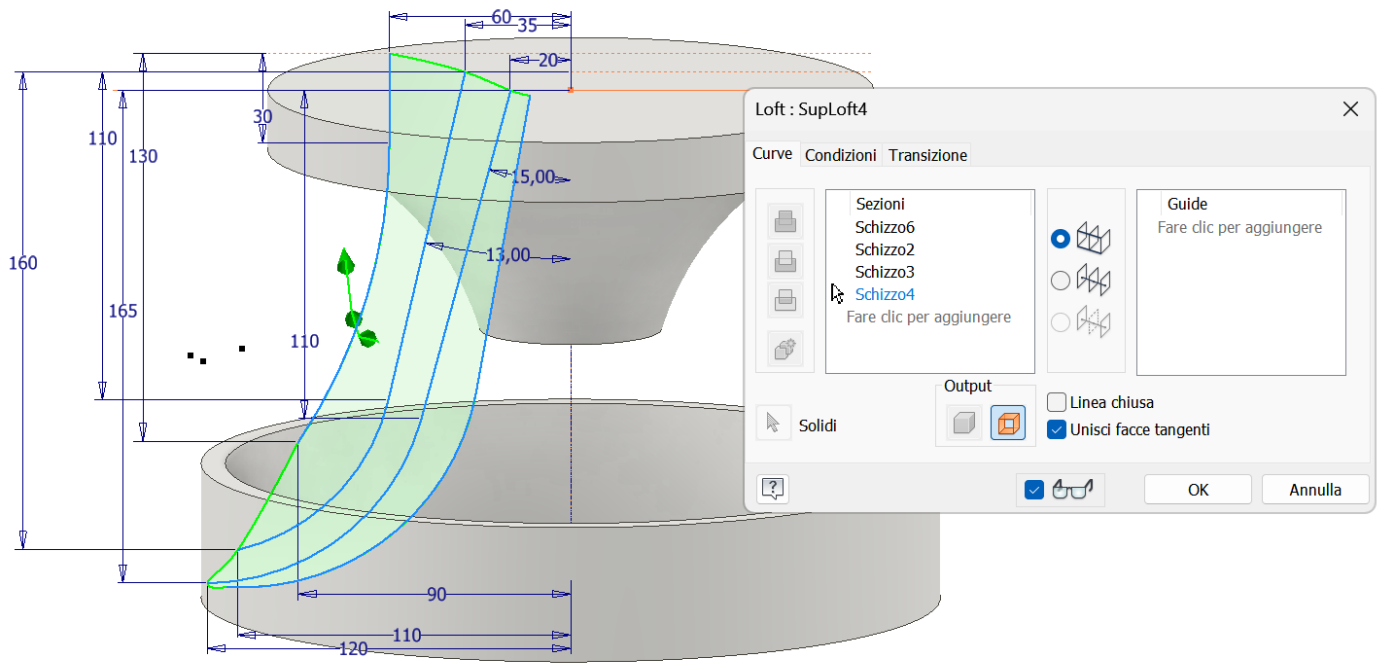 60
35
20
30
110
130
15,00
13,00
160
165
110
90
110
120
Loft : SupLoft4
Curve Condizioni Transizione
Sezioni
Schizzo6
Schizzo2
Schizzo3
Schizzo4
Fare clic per aggiungere
Guide
Fare clic per aggiungere
Solidi
Output
Linea chiusa
Unisci facce tangenti
?
OK
Annulla